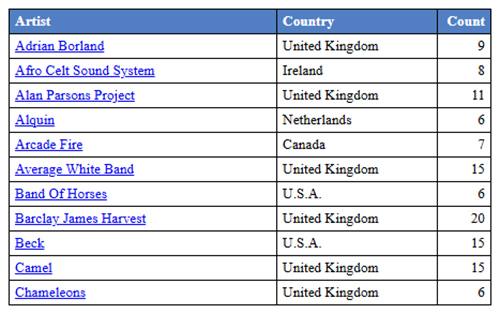 Artist Country Count
Adrian Borland United Kingdom 9
Afro Celt Sound System Ireland 8
Alan Parsons Project United Kingdom 11
Alquin Netherlands 6
Arcade Fire Canada 7
Average White Band United Kingdom 15
Band Of Horses U.S.A. 6
Barclay James Harvest United Kingdom 20
Beck U.S.A. 15
Camel United Kingdom 15
Chameleons United Kingdom 6